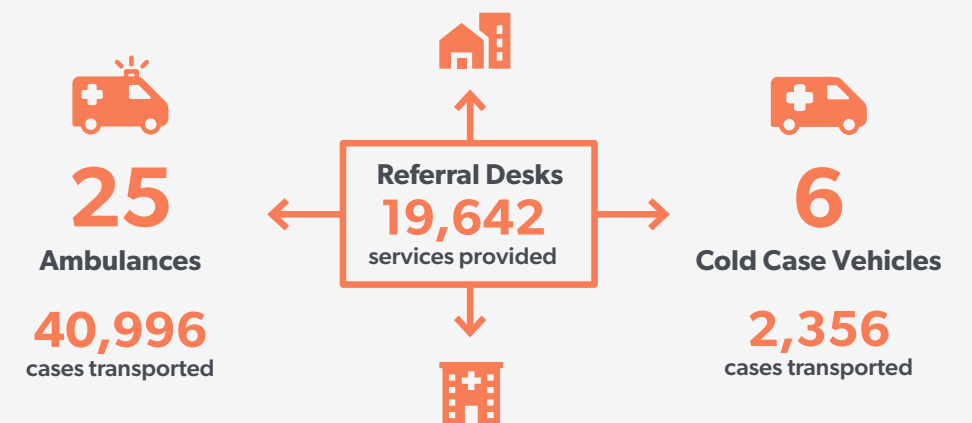 25
Ambulances
40,996
cases transported
Referral Desks
19,642
services provided
6
Cold Case Vehicles
2,356
cases transported